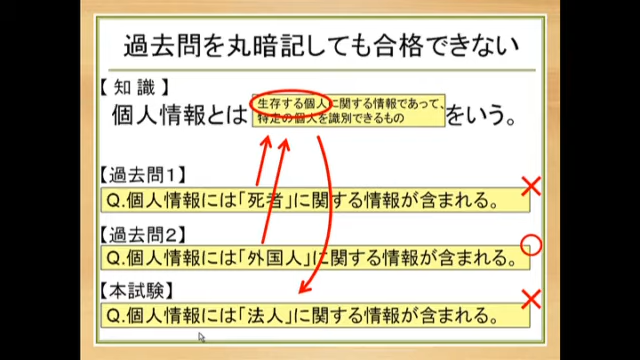 過去問を丸暗記しても合格できない
【知識】
個人情報とは
生存する個人に関する情報であって、
特定の個人を識別できるもの
をいう。
【過去問1】
Q.個人情報には「死者」に関する情報が含まれる。
【過去問2】
Q.個人情報には「外国人」に関する情報が含まれる。
【本試験】
Q.個人情報には「法人」に関する情報が含まれる。